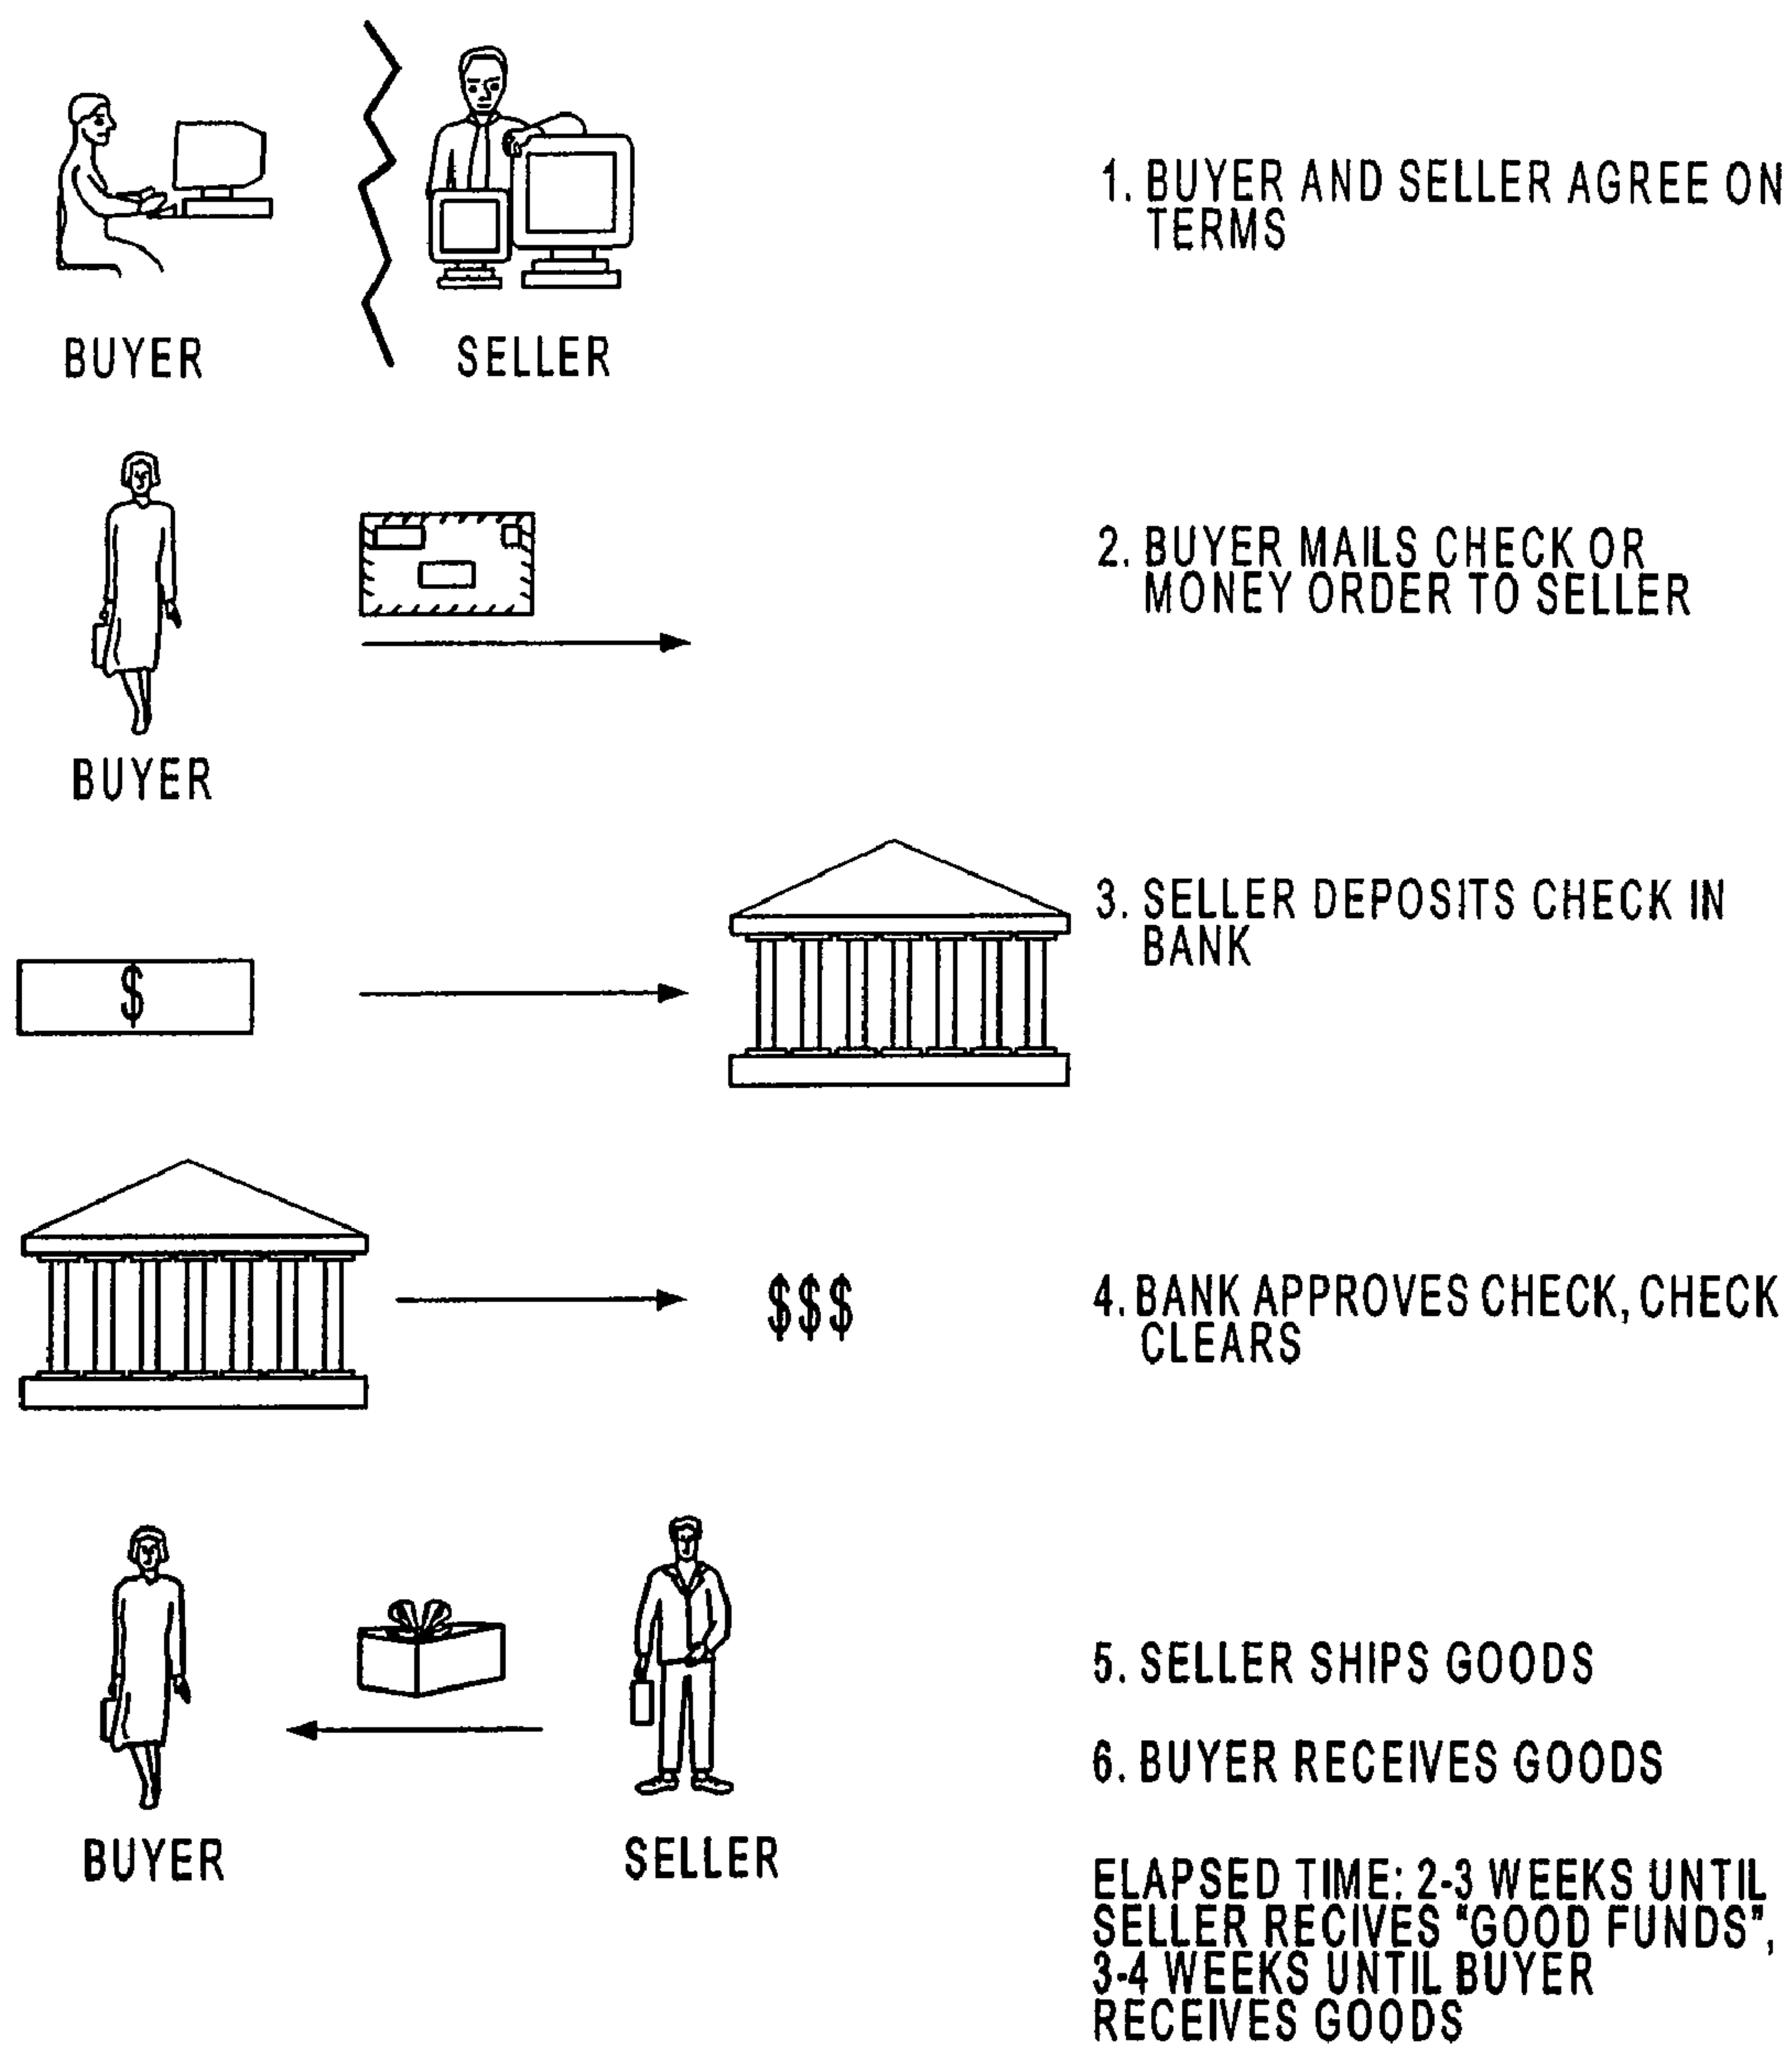 BUYER
SELLER
1. BUYER AND SELLER AGREE ON
TERMS
BUYER
2. BUYER MAILS CHECK OR
MONEY ORDER TO SELLER
$
3. SELLER DEPOSITS CHECK IN
BANK
$$$
4. BANK APPROVES CHECK, CHECK
CLEARS
BUYER
SELLER
5. SELLER SHIPS GOODS
6. BUYER RECEIVES GOODS
ELAPSED TIME: 2-3 WEEKS UNTIL
SELLER RECIVES "GOOD FUNDS",
3-4 WEEKS UNTIL BUYER
RECEIVES GOODS